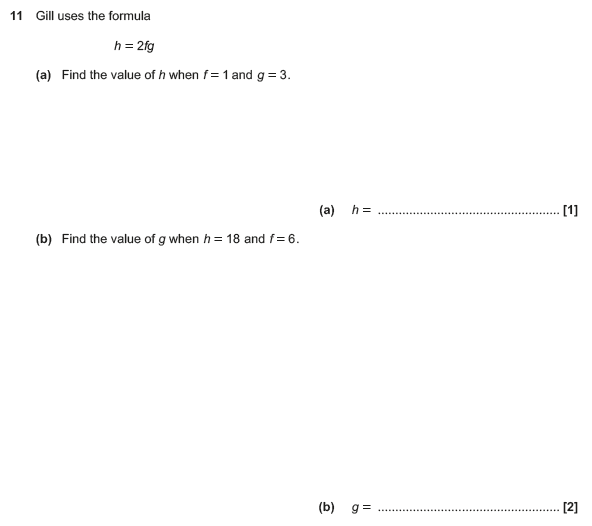 11 Gill uses the formula
h = 2fg
(a) Find the value of h when f = 1 and g = 3.
(a) h = .................................................... [1]
(b) Find the value of g when h = 18 and f = 6.
(b) g = .................................................... [2]